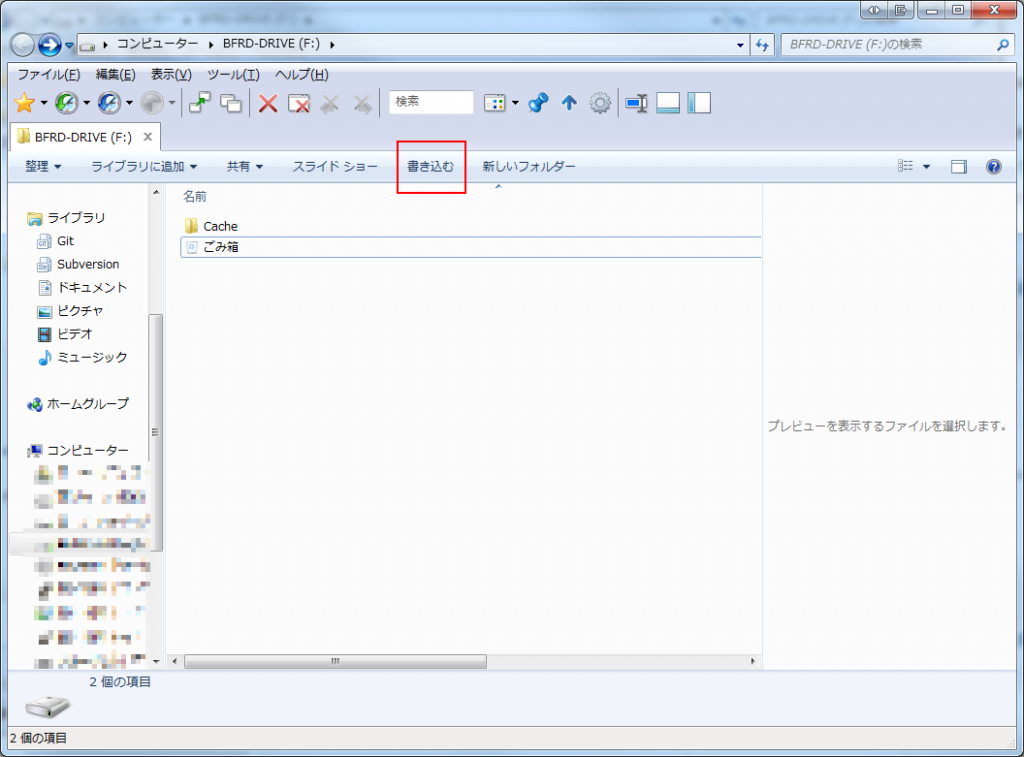 コンピューター ▸ BFRD-DRIVE (F:) ▸
BFRD-DRIVE (F:)の検索
ファイル(F) 編集(E) 表示(V) ツール(T) ヘルプ(H)
検索
BFRD-DRIVE (F:)
整理 ライブラリに追加 共有 スライド ショー 書き込む 新しいフォルダー
名前
Cache
ごみ箱
ライブラリ
Git
Subversion
ドキュメント
ピクチャ
ビデオ
ミュージック
ホームグループ
コンピューター
プレビューを表示するファイルを選択します。
2 個の項目
2 個の項目